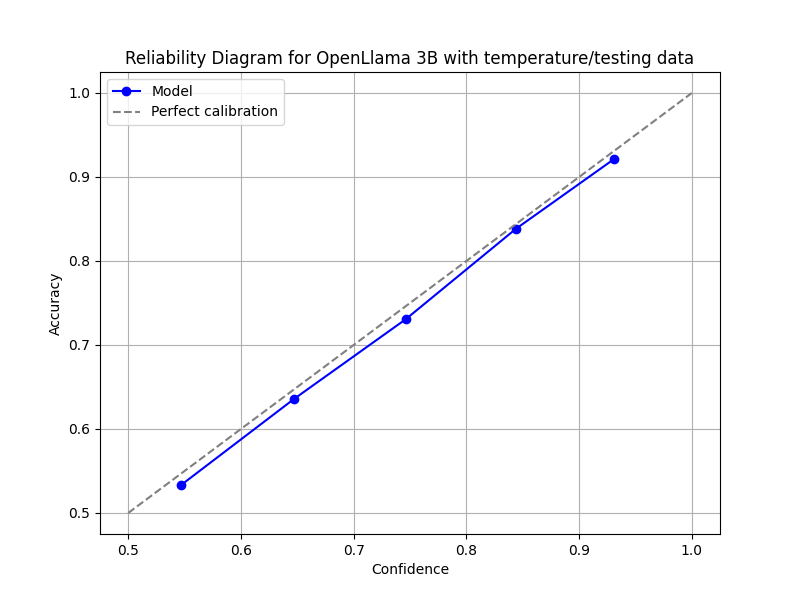 Reliability Diagram for OpenLlama 3B with temperature/testing data
Model
Perfect calibration
1.0
0.9
0.8
0.7
0.6
0.5
Accuracy
0.5 0.6 0.7 0.8 0.9 1.0
Confidence